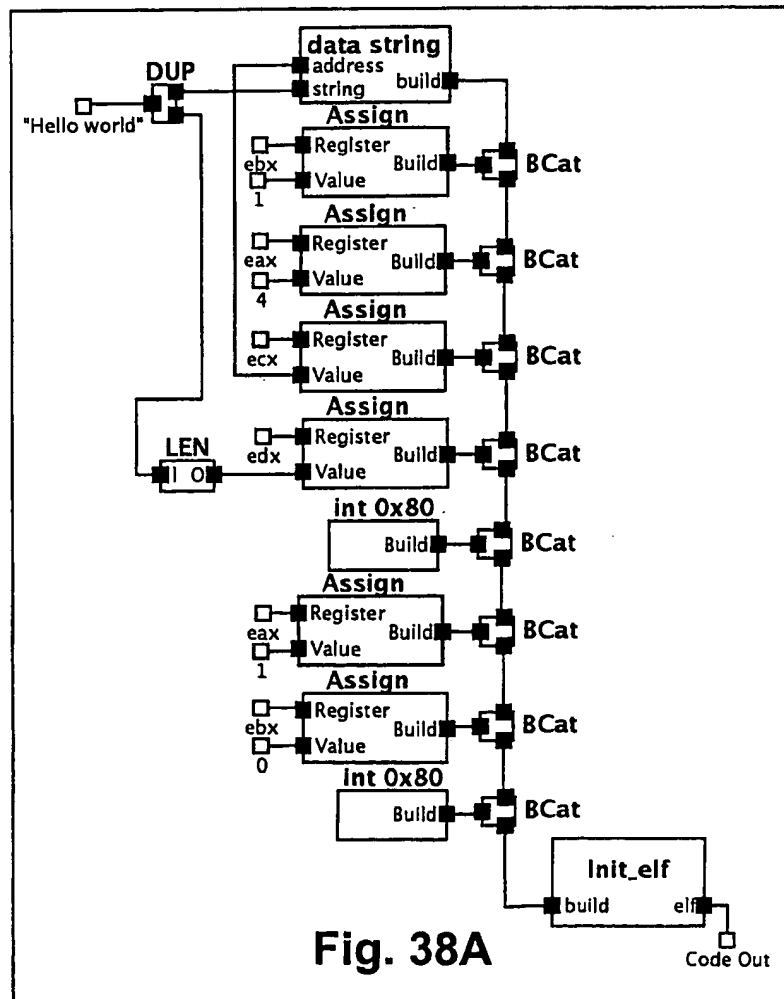 data string
address
string
build
DUP
"Hello world"
Assign
Register
Value
Build
ebx
1
BCat
Assign
Register
Value
Build
eax
4
BCat
Assign
Register
Value
Build
ecx
BCat
Assign
Register
Value
Build
edx
LEN
I O
BCat
int 0x80
Build
BCat
Assign
Register
Value
Build
eax
1
BCat
Assign
Register
Value
Build
ebx
0
BCat
int 0x80
Build
BCat
Init_elf
build
elf
Code Out
Fig. 38A